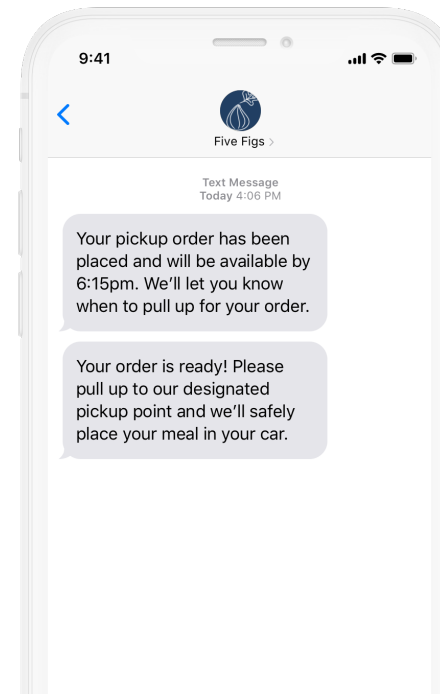 9:41
Five Figs
Text Message
Today 4:06 PM
Your pickup order has been
placed and will be available by
6:15pm. We’ll let you know
when to pull up for your order.
Your order is ready! Please
pull up to our designated
pickup point and we’ll safely
place your meal in your car.